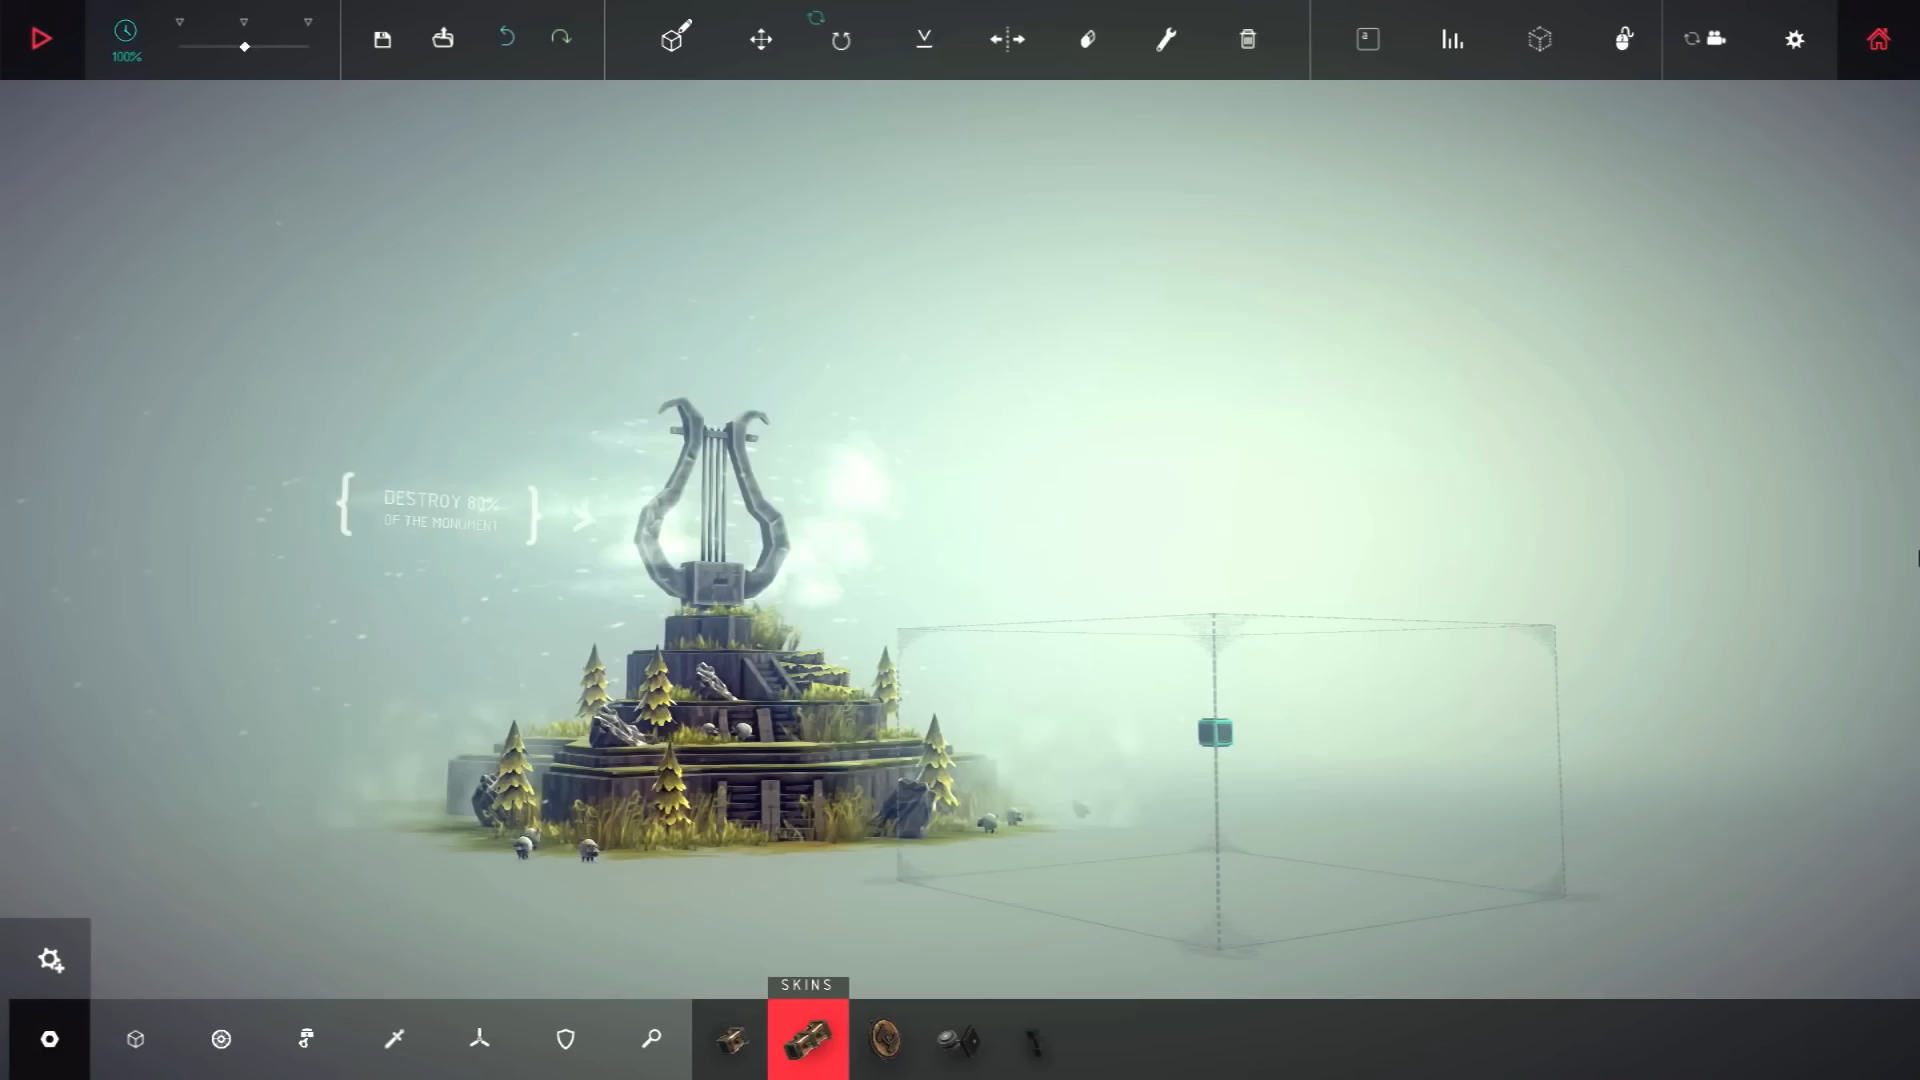 100%
a
{ DESTROY 80% }
OF THE MONUMENT
SKINS